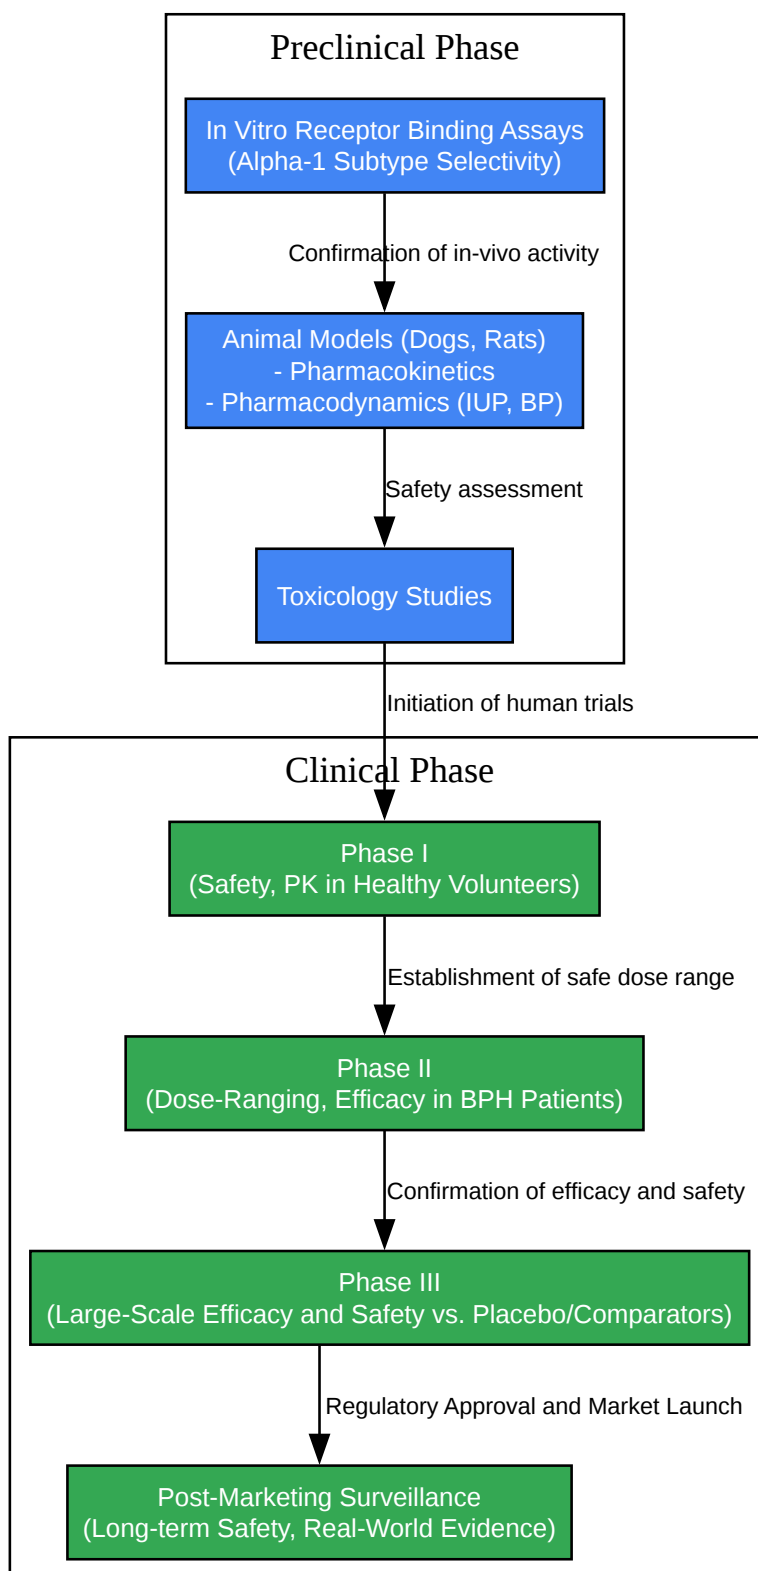 Preclinical Phase
In Vitro Receptor Binding Assays
(Alpha-1 Subtype Selectivity)
Confirmation of in-vivo activity
Animal Models (Dogs, Rats)
- Pharmacokinetics
- Pharmacodynamics (IUP, BP)
Safety assessment
Toxicology Studies
Initiation of human trials
Clinical Phase
Phase I
(Safety, PK in Healthy Volunteers)
Establishment of safe dose range
Phase II
(Dose-Ranging, Efficacy in BPH Patients)
Confirmation of efficacy and safety
Phase III
(Large-Scale Efficacy and Safety vs. Placebo/Comparators)
Regulatory Approval and Market Launch
Post-Marketing Surveillance
(Long-term Safety, Real-World Evidence)